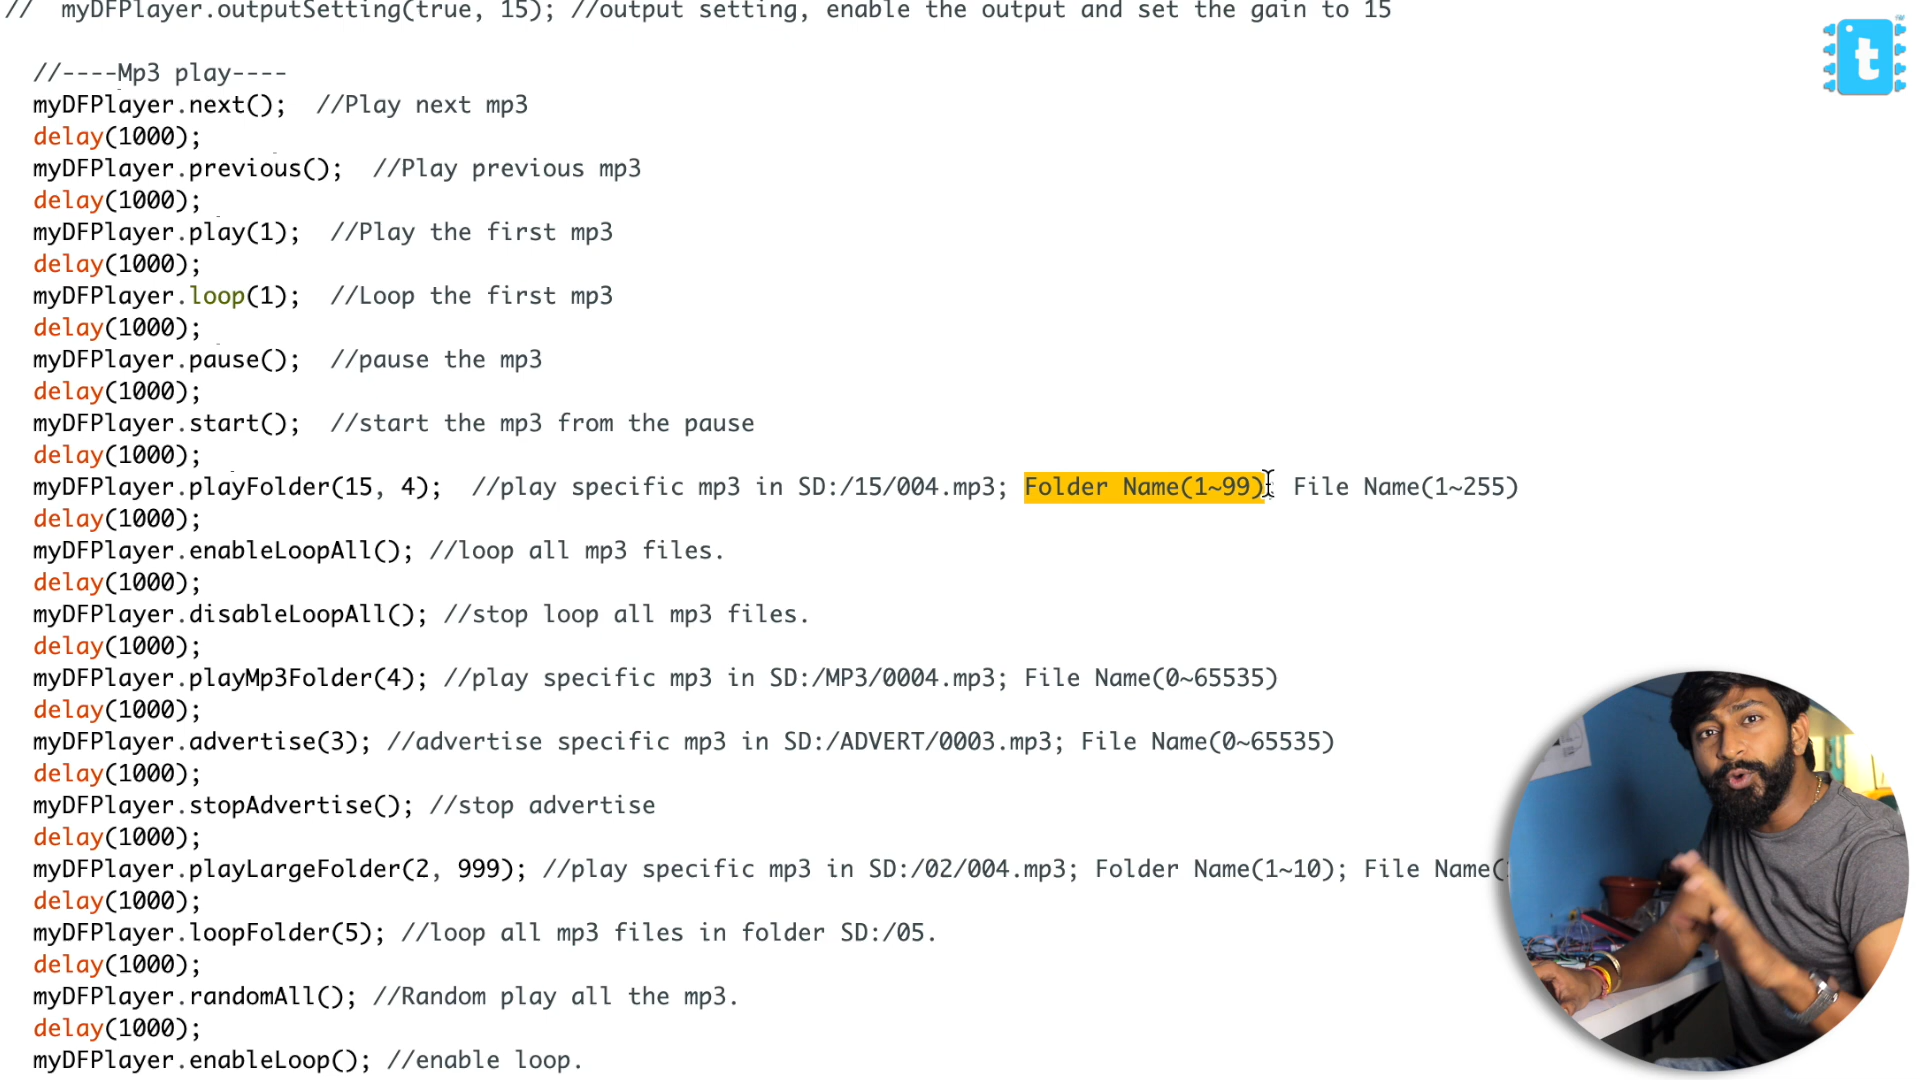 //  myDFPlayer.outputSetting(true, 15); //output setting, enable the output and set the gain to 15
//----Mp3 play----
myDFPlayer.next();  //Play next mp3
delay(1000);
myDFPlayer.previous();  //Play previous mp3
delay(1000);
myDFPlayer.play(1);  //Play the first mp3
delay(1000);
myDFPlayer.loop(1);  //Loop the first mp3
delay(1000);
myDFPlayer.pause();  //pause the mp3
delay(1000);
myDFPlayer.start();  //start the mp3 from the pause
delay(1000);
myDFPlayer.playFolder(15, 4);  //play specific mp3 in SD:/15/004.mp3; Folder Name(1~99); File Name(1~255)
delay(1000);
myDFPlayer.enableLoopAll(); //loop all mp3 files.
delay(1000);
myDFPlayer.disableLoopAll(); //stop loop all mp3 files.
delay(1000);
myDFPlayer.playMp3Folder(4); //play specific mp3 in SD:/MP3/0004.mp3; File Name(0~65535)
delay(1000);
myDFPlayer.advertise(3); //advertise specific mp3 in SD:/ADVERT/0003.mp3; File Name(0~65535)
delay(1000);
myDFPlayer.stopAdvertise(); //stop advertise
delay(1000);
myDFPlayer.playLargeFolder(2, 999); //play specific mp3 in SD:/02/004.mp3; Folder Name(1~10); File Name(
delay(1000);
myDFPlayer.loopFolder(5); //loop all mp3 files in folder SD:/05.
delay(1000);
myDFPlayer.randomAll(); //Random play all the mp3.
delay(1000);
myDFPlayer.enableLoop(); //enable loop.
t